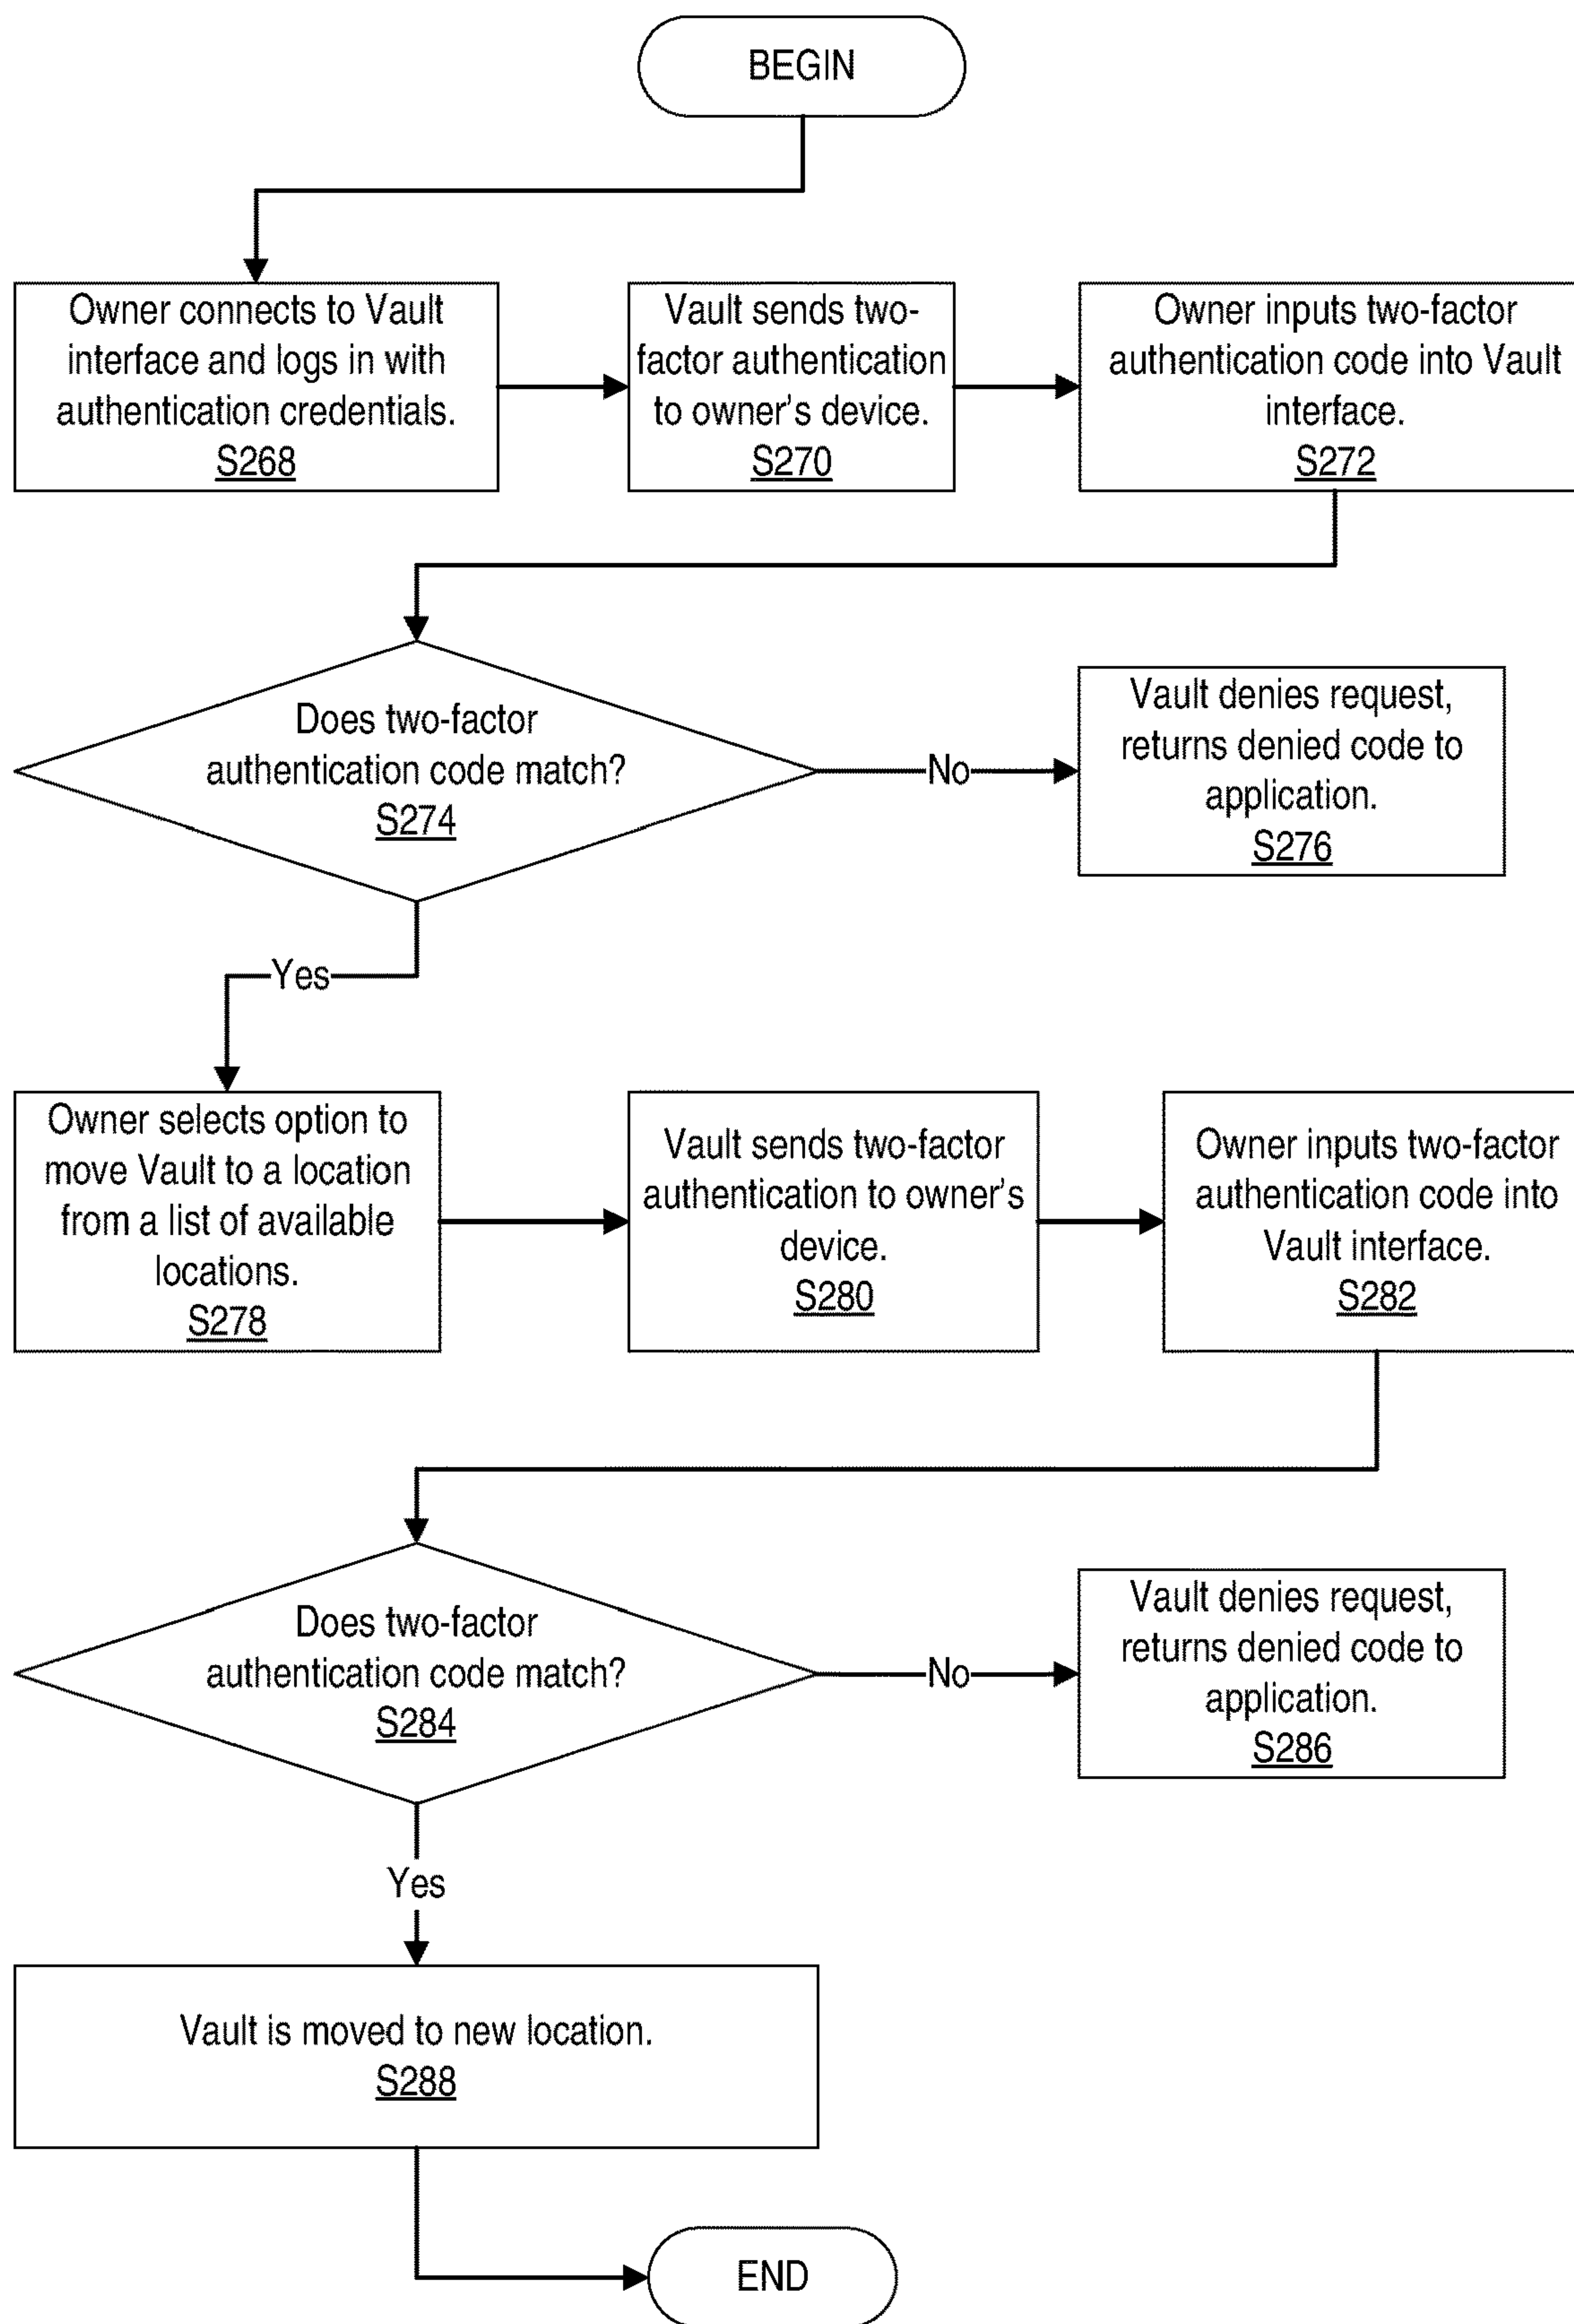 BEGIN
Owner connects to Vault
interface and logs in with
authentication credentials.
S268
Vault sends two-
factor authentication
to owner's device.
S270
Owner inputs two-factor
authentication code into Vault
interface.
S272
Does two-factor
authentication code match?
S274
No
Vault denies request,
returns denied code to
application.
S276
Yes
Owner selects option to
move Vault to a location
from a list of available
locations.
S278
Vault sends two-factor
authentication to owner's
device.
S280
Owner inputs two-factor
authentication code into
Vault interface.
S282
Does two-factor
authentication code match?
S284
No
Vault denies request,
returns denied code to
application.
S286
Yes
Vault is moved to new location.
S288
END